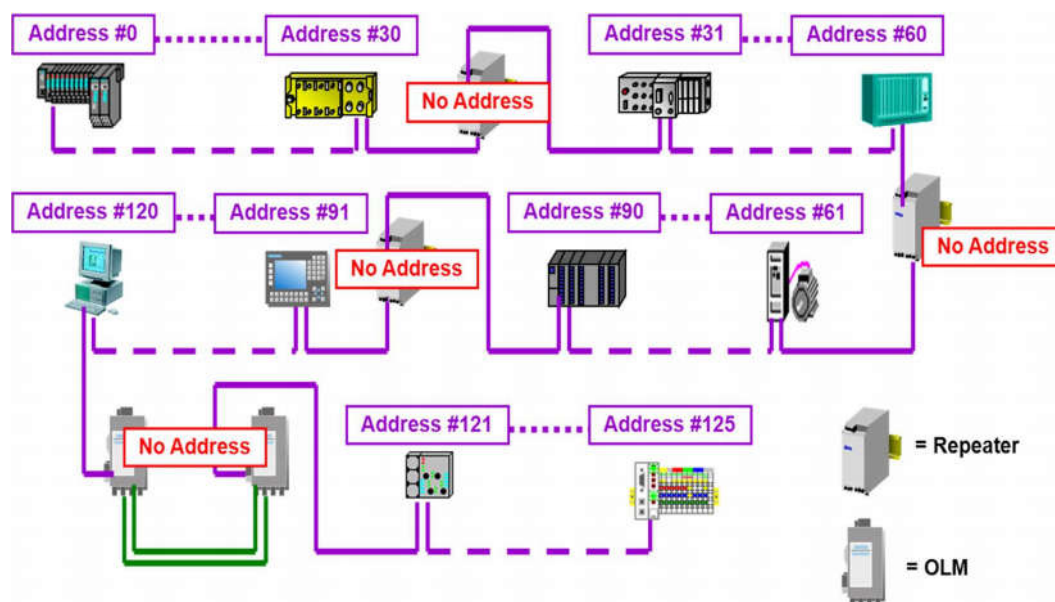 Address #0
Address #30
Address #31
Address #60
No Address
Address #120
Address #91
Address #90
Address #61
No Address
No Address
Address #121
Address #125
No Address
= Repeater
= OLM